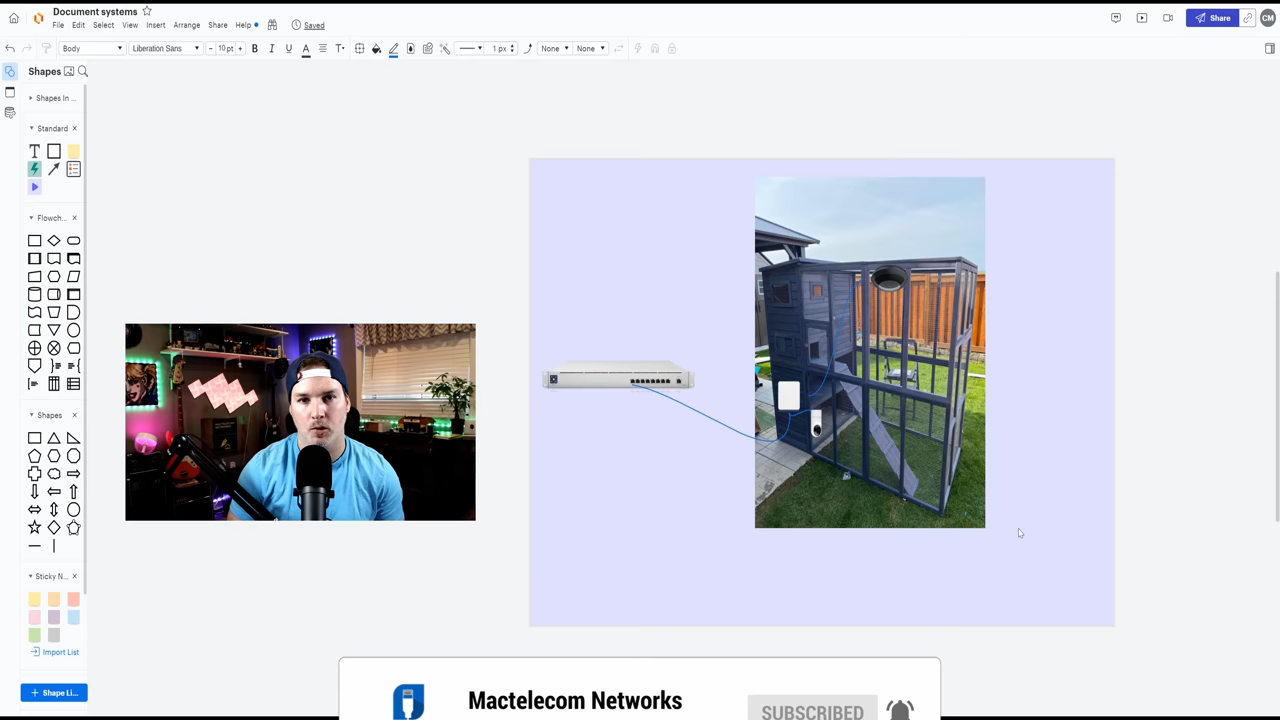 Document systems
File Edit Select View Insert Arrange Share Help Saved
Share
CM
Body Liberation Sans - 10 pt + B I U A T 1 px None None
Shapes
Shapes In ...
Standard
T
Flowch...
Shapes
Sticky N...
Import List
+ Shape Li...
Mactelecom Networks
SUBSCRIBED